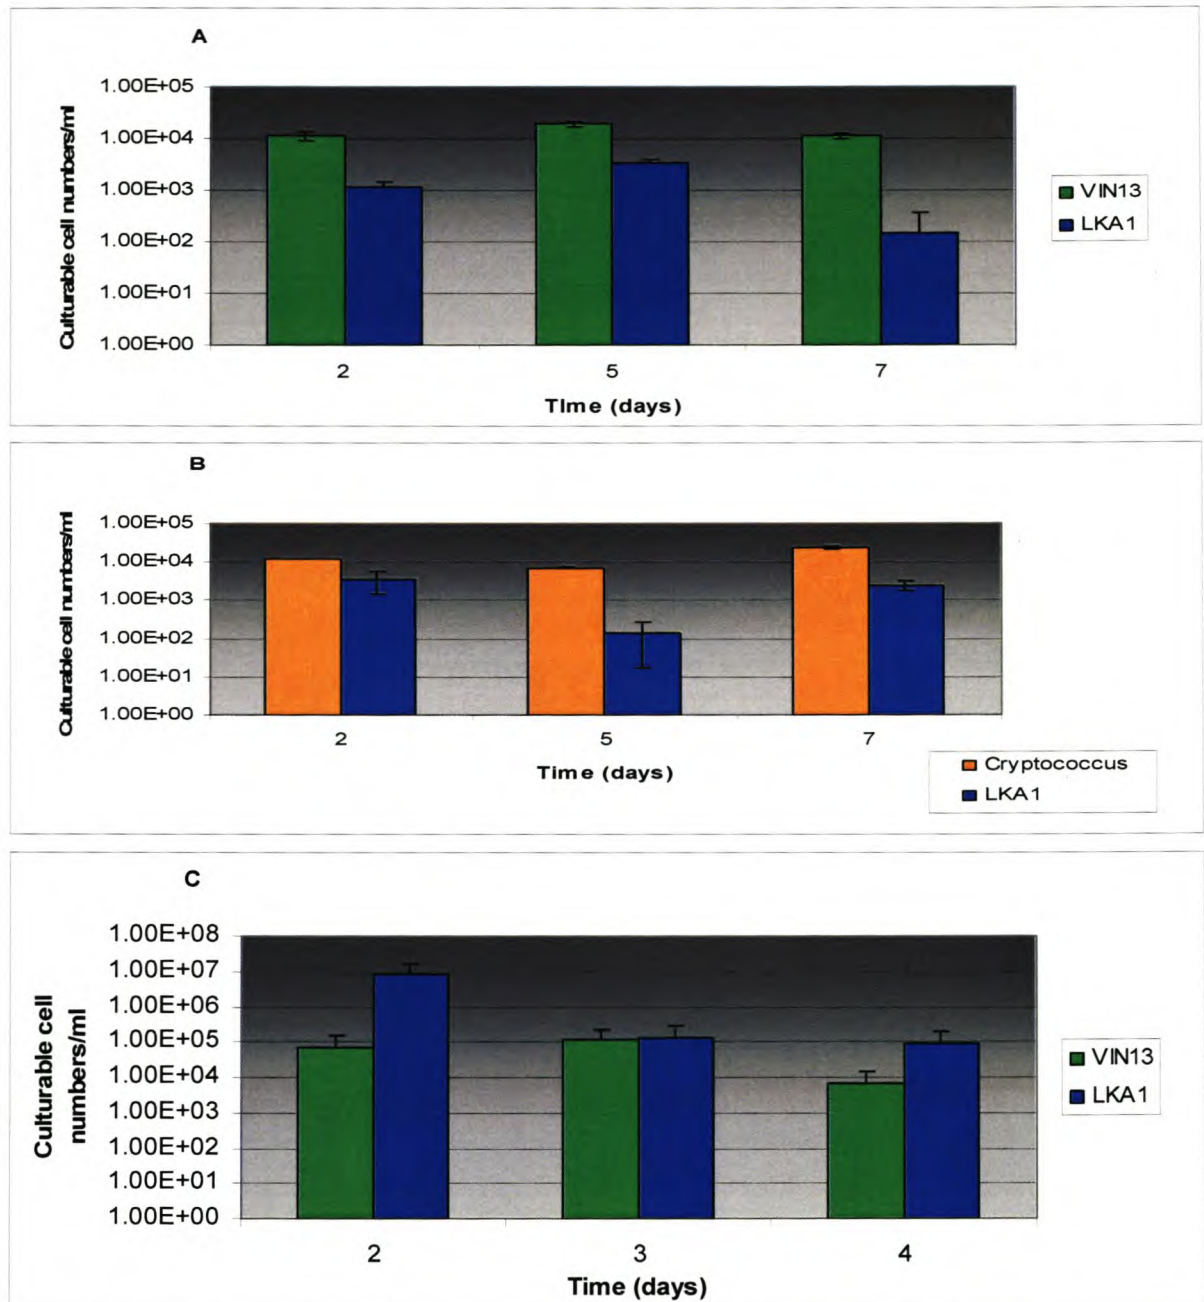 A
1.00E+05
1.00E+04
1.00E+03
1.00E+02
1.00E+01
1.00E+00
Culturable cell numbers/ml
2 5 7
Time (days)
VIN13
LKA1
B
1.00E+05
1.00E+04
1.00E+03
1.00E+02
1.00E+01
1.00E+00
Culturable cell numbers/ml
2 5 7
Time (days)
Cryptococcus
LKA1
C
1.00E+08
1.00E+07
1.00E+06
1.00E+05
1.00E+04
1.00E+03
1.00E+02
1.00E+01
1.00E+00
Culturable cell
numbers/ml
2 3 4
Time (days)
VIN13
LKA1